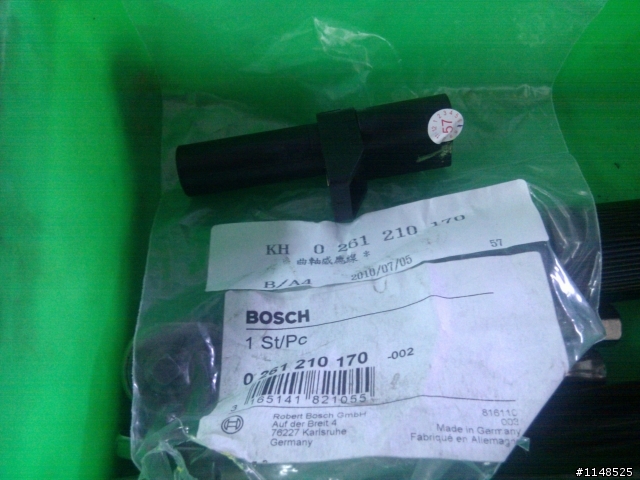 57
KH 0 261 210 170
曲軸感應
57
B/A4 2010/07/05
BOSCH
1 St/Pc
0 261 210 170 -002
165141 821055
Robert Bosch GmbH
Auf der Breit 4
76227 Karlsruhe
Germany
Made in Germany
Fabriqué en Allemagn
#1148525